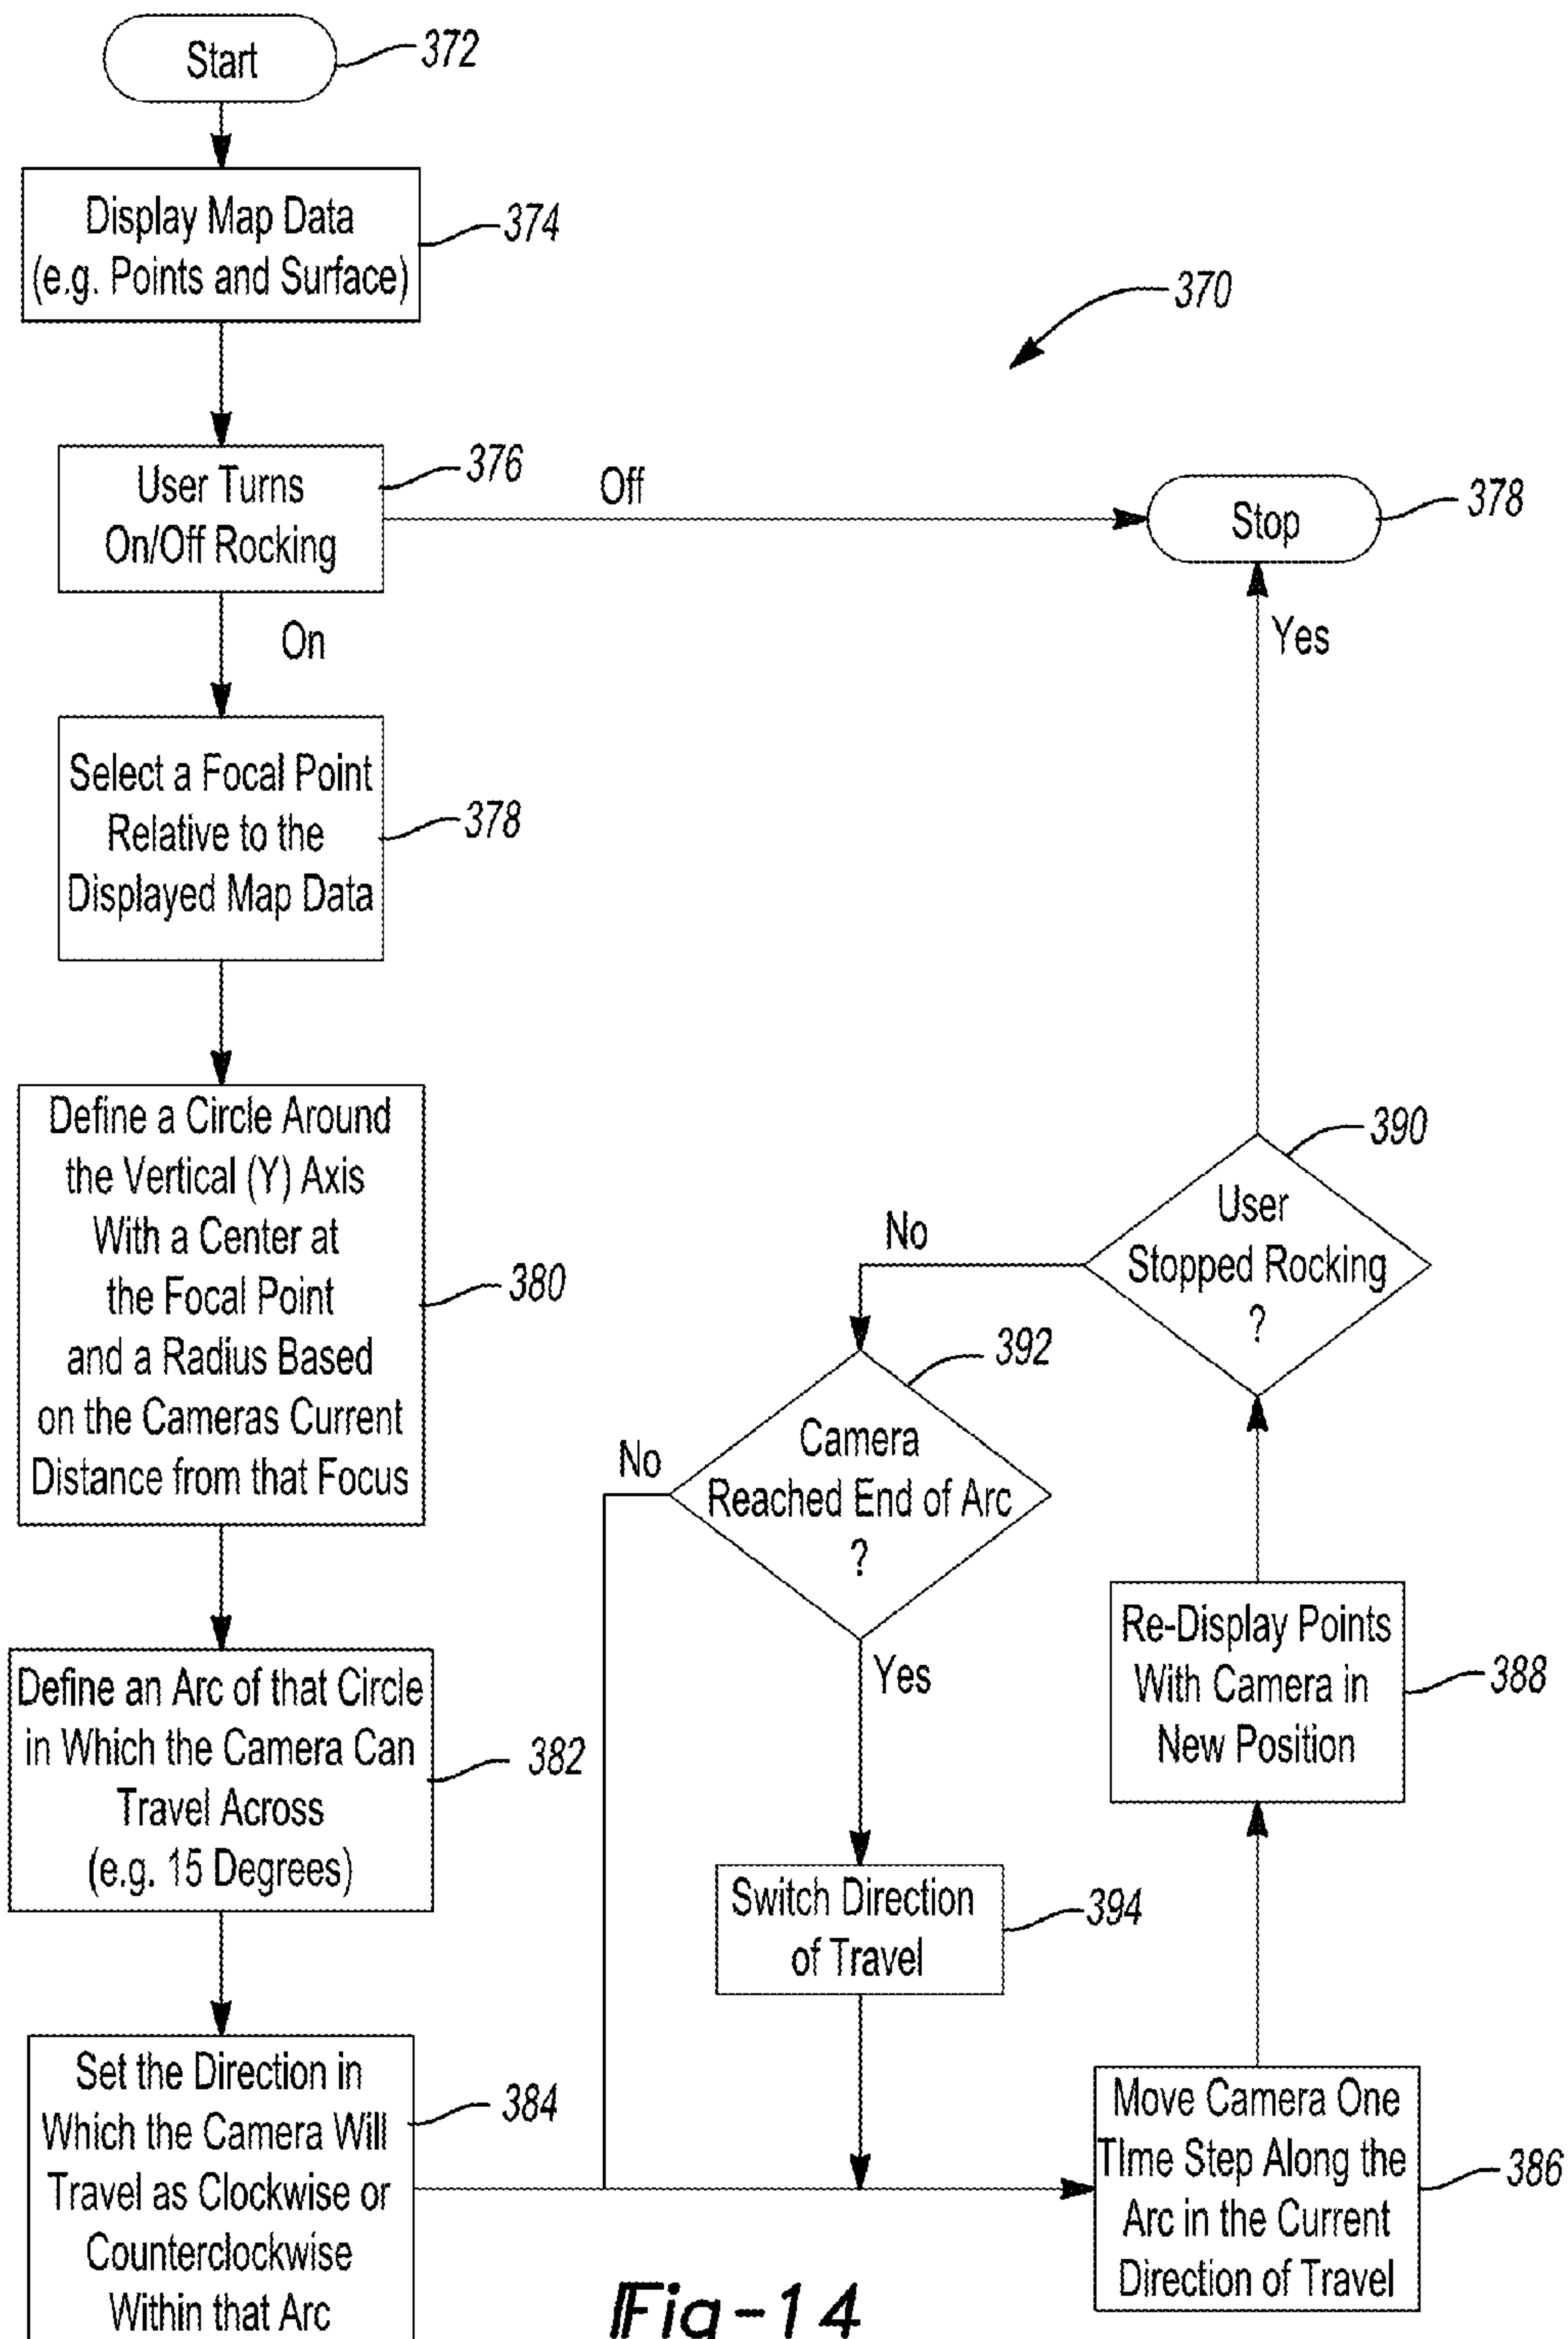 Start
372
Display Map Data
(e.g. Points and Surface)
374
370
User Turns
On/Off Rocking
376
Off
Stop
378
On
Yes
Select a Focal Point
Relative to the
Displayed Map Data
378
Define a Circle Around
the Vertical (Y) Axis
With a Center at
the Focal Point
and a Radius Based
on the Cameras Current
Distance from that Focus
380
User
Stopped Rocking
?
390
No
Camera
Reached End of Arc
?
392
No
Yes
Define an Arc of that Circle
in Which the Camera Can
Travel Across
(e.g. 15 Degrees)
382
Re-Display Points
With Camera in
New Position
388
Switch Direction
of Travel
394
Set the Direction in
Which the Camera Will
Travel as Clockwise or
Counterclockwise
Within that Arc
384
Move Camera One
TIme Step Along the
Arc in the Current
Direction of Travel
386
Fig-14